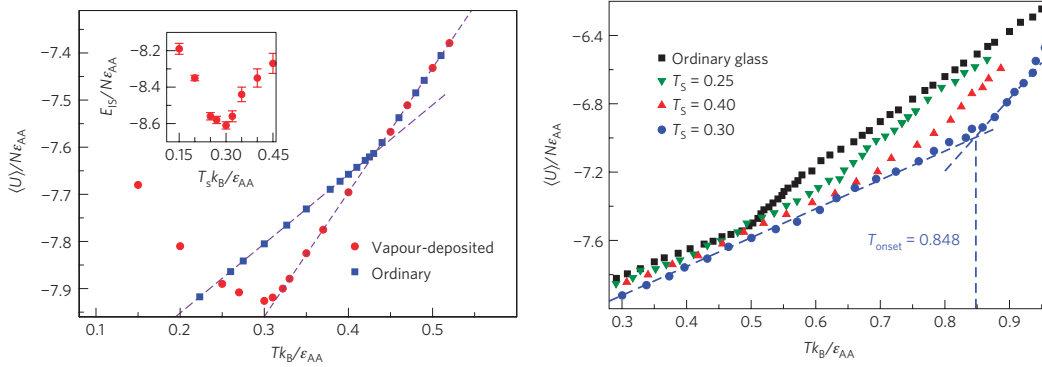 ⟨U⟩/Nε_AA
−7.4
−7.5
−7.6
−7.7
−7.8
−7.9
0.1
0.2
0.3
0.4
0.5
Tk_B/ε_AA
E_IS/Nε_AA
−8.2
−8.4
−8.6
0.15
0.30
0.45
T_s k_B/ε_AA
Vapour-deposited
Ordinary
⟨U⟩/Nε_AA
−6.4
−6.8
−7.2
−7.6
0.3
0.4
0.5
0.6
0.7
0.8
0.9
Tk_B/ε_AA
Ordinary glass
T_S = 0.25
T_S = 0.40
T_S = 0.30
T_onset = 0.848